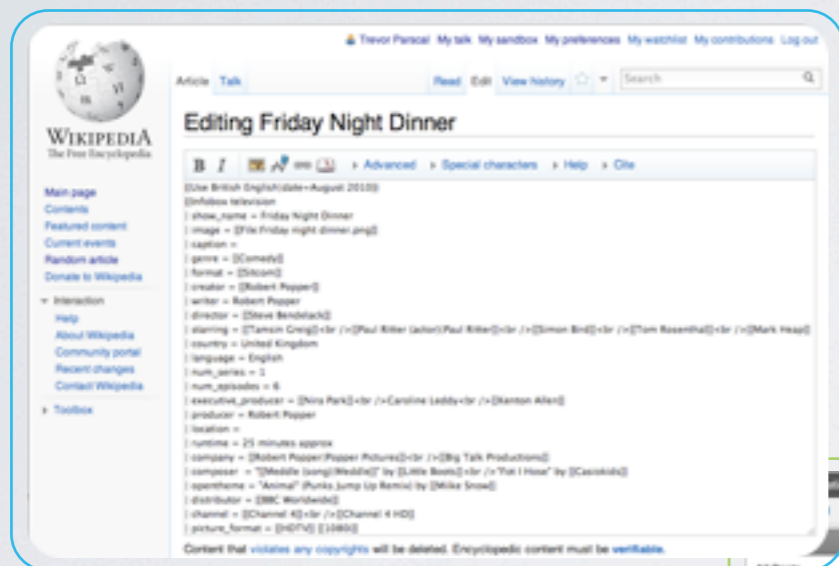 Trevor Parscal My talk My sandbox My preferences My watchlist My contributions Log out
Article Talk Read Edit View history Search
WIKIPEDIA
The Free Encyclopedia
Editing Friday Night Dinner
B I Advanced Special characters Help Cite
Main page
Contents
Featured content
Current events
Random article
Donate to Wikipedia
Interaction
Help
About Wikipedia
Community portal
Recent changes
Contact Wikipedia
Toolbox
{{Use British English|date=August 2010}}
{{Infobox television
| show_name = Friday Night Dinner
| image = [[File:Friday night dinner.png]]
| caption =
| genre = [[Comedy]]
| format = [[Sitcom]]
| creator = [[Robert Popper]]
| writer = Robert Popper
| director = [[Steve Bendelack]]
| starring = [[Tamsin Greig]]<br />[[Paul Ritter (actor)|Paul Ritter]]<br />[[Simon Bird]]<br />[[Tom Rosenthal]]<br />[[Mark Heap]]
| country = United Kingdom
| language = English
| num_series = 1
| num_episodes = 6
| executive_producer = [[Nira Park]]<br />Caroline Leddy<br />[[Kenton Allen]]
| producer = Robert Popper
| location =
| runtime = 25 minutes approx
| company = [[Robert Popper|Popper Pictures]]<br />[[Big Talk Productions]]
| composer = "[[Meddle (song)|Meddle]]" by [[Little Boots]]<br />"Fot I Hose" by [[Casiokids]]
| opentheme = "Animal" (Punks Jump Up Remix) by [[Miike Snow]]
| distributor = [[BBC Worldwide]]
| channel = [[Channel 4]]<br />[[Channel 4 HD]]
| picture_format = [[HDTV]] [[1080i]]
Content that violates any copyrights will be deleted. Encyclopedic content must be verifiable.